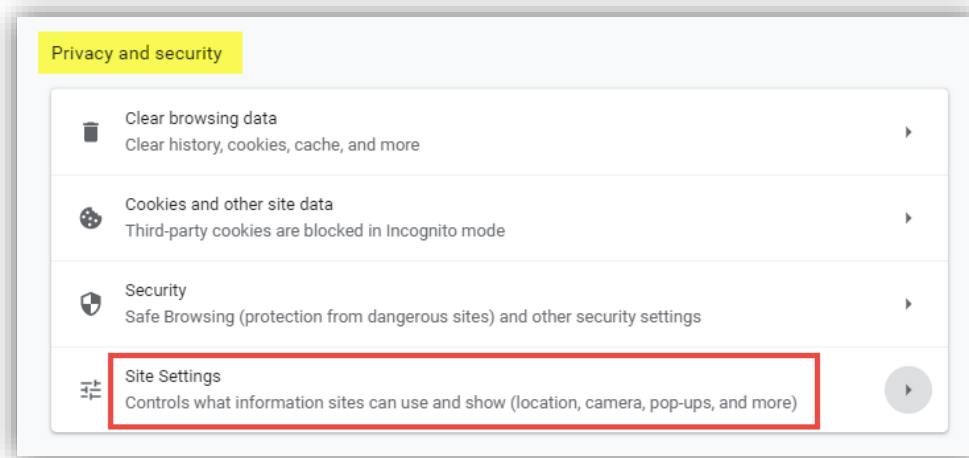 Privacy and security
Clear browsing data
Clear history, cookies, cache, and more
Cookies and other site data
Third-party cookies are blocked in Incognito mode
Security
Safe Browsing (protection from dangerous sites) and other security settings
Site Settings
Controls what information sites can use and show (location, camera, pop-ups, and more)